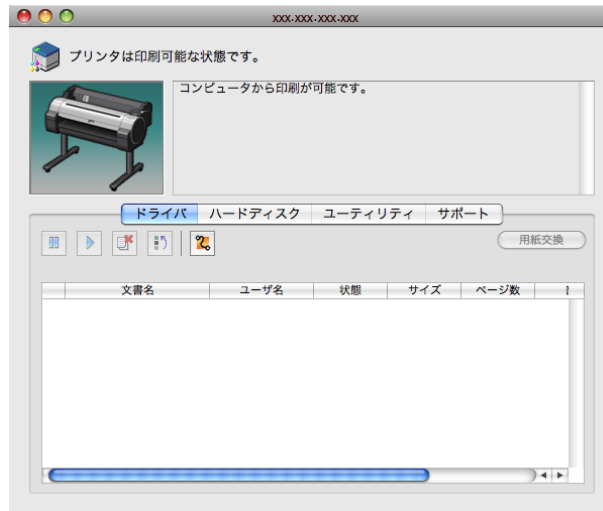 xxx-xxx-xxx-xxx
プリンタは印刷可能な状態です。
コンピュータから印刷が可能です。
ドライバ ハードディスク ユーティリティ サポート
用紙交換
文書名 ユーザ名 状態 サイズ ページ数